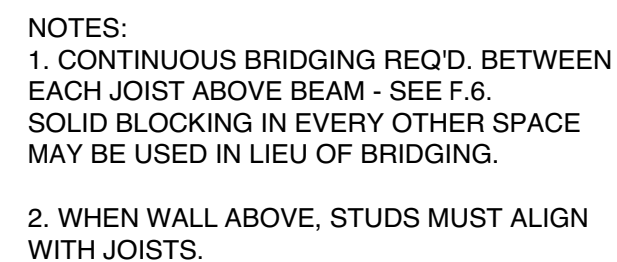 NOTES:
1. CONTINUOUS BRIDGING REQ'D. BETWEEN
EACH JOIST ABOVE BEAM - SEE F.6.
SOLID BLOCKING IN EVERY OTHER SPACE
MAY BE USED IN LIEU OF BRIDGING.
2. WHEN WALL ABOVE, STUDS MUST ALIGN
WITH JOISTS.